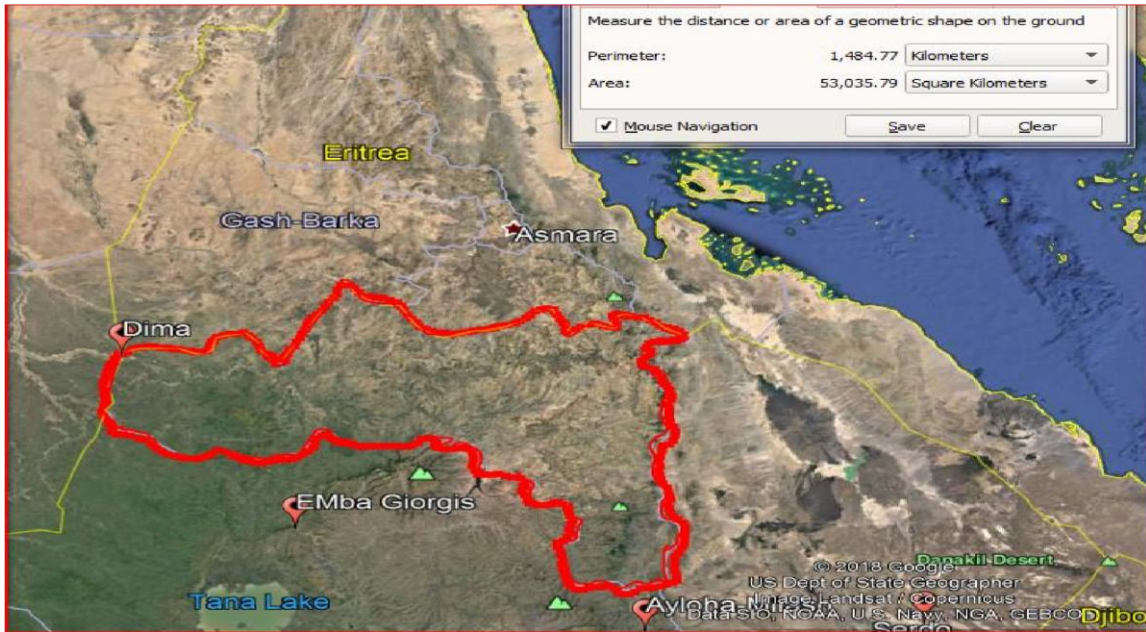 Measure the distance or area of a geometric shape on the ground
Perimeter: 1,484.77 Kilometers
Area: 53,035.79 Square Kilometers
Mouse Navigation Save Clear
Eritrea
Gash-Barka
Asmara
Dima
EMba Giorgis
Danakil Desert
© 2018 Google
US Dept of State Geographer
Image Landsat / Copernicus
Tana Lake
Data SIO, NOAA, U.S. Navy, NGA, GEBCO
Serdo
Djibo